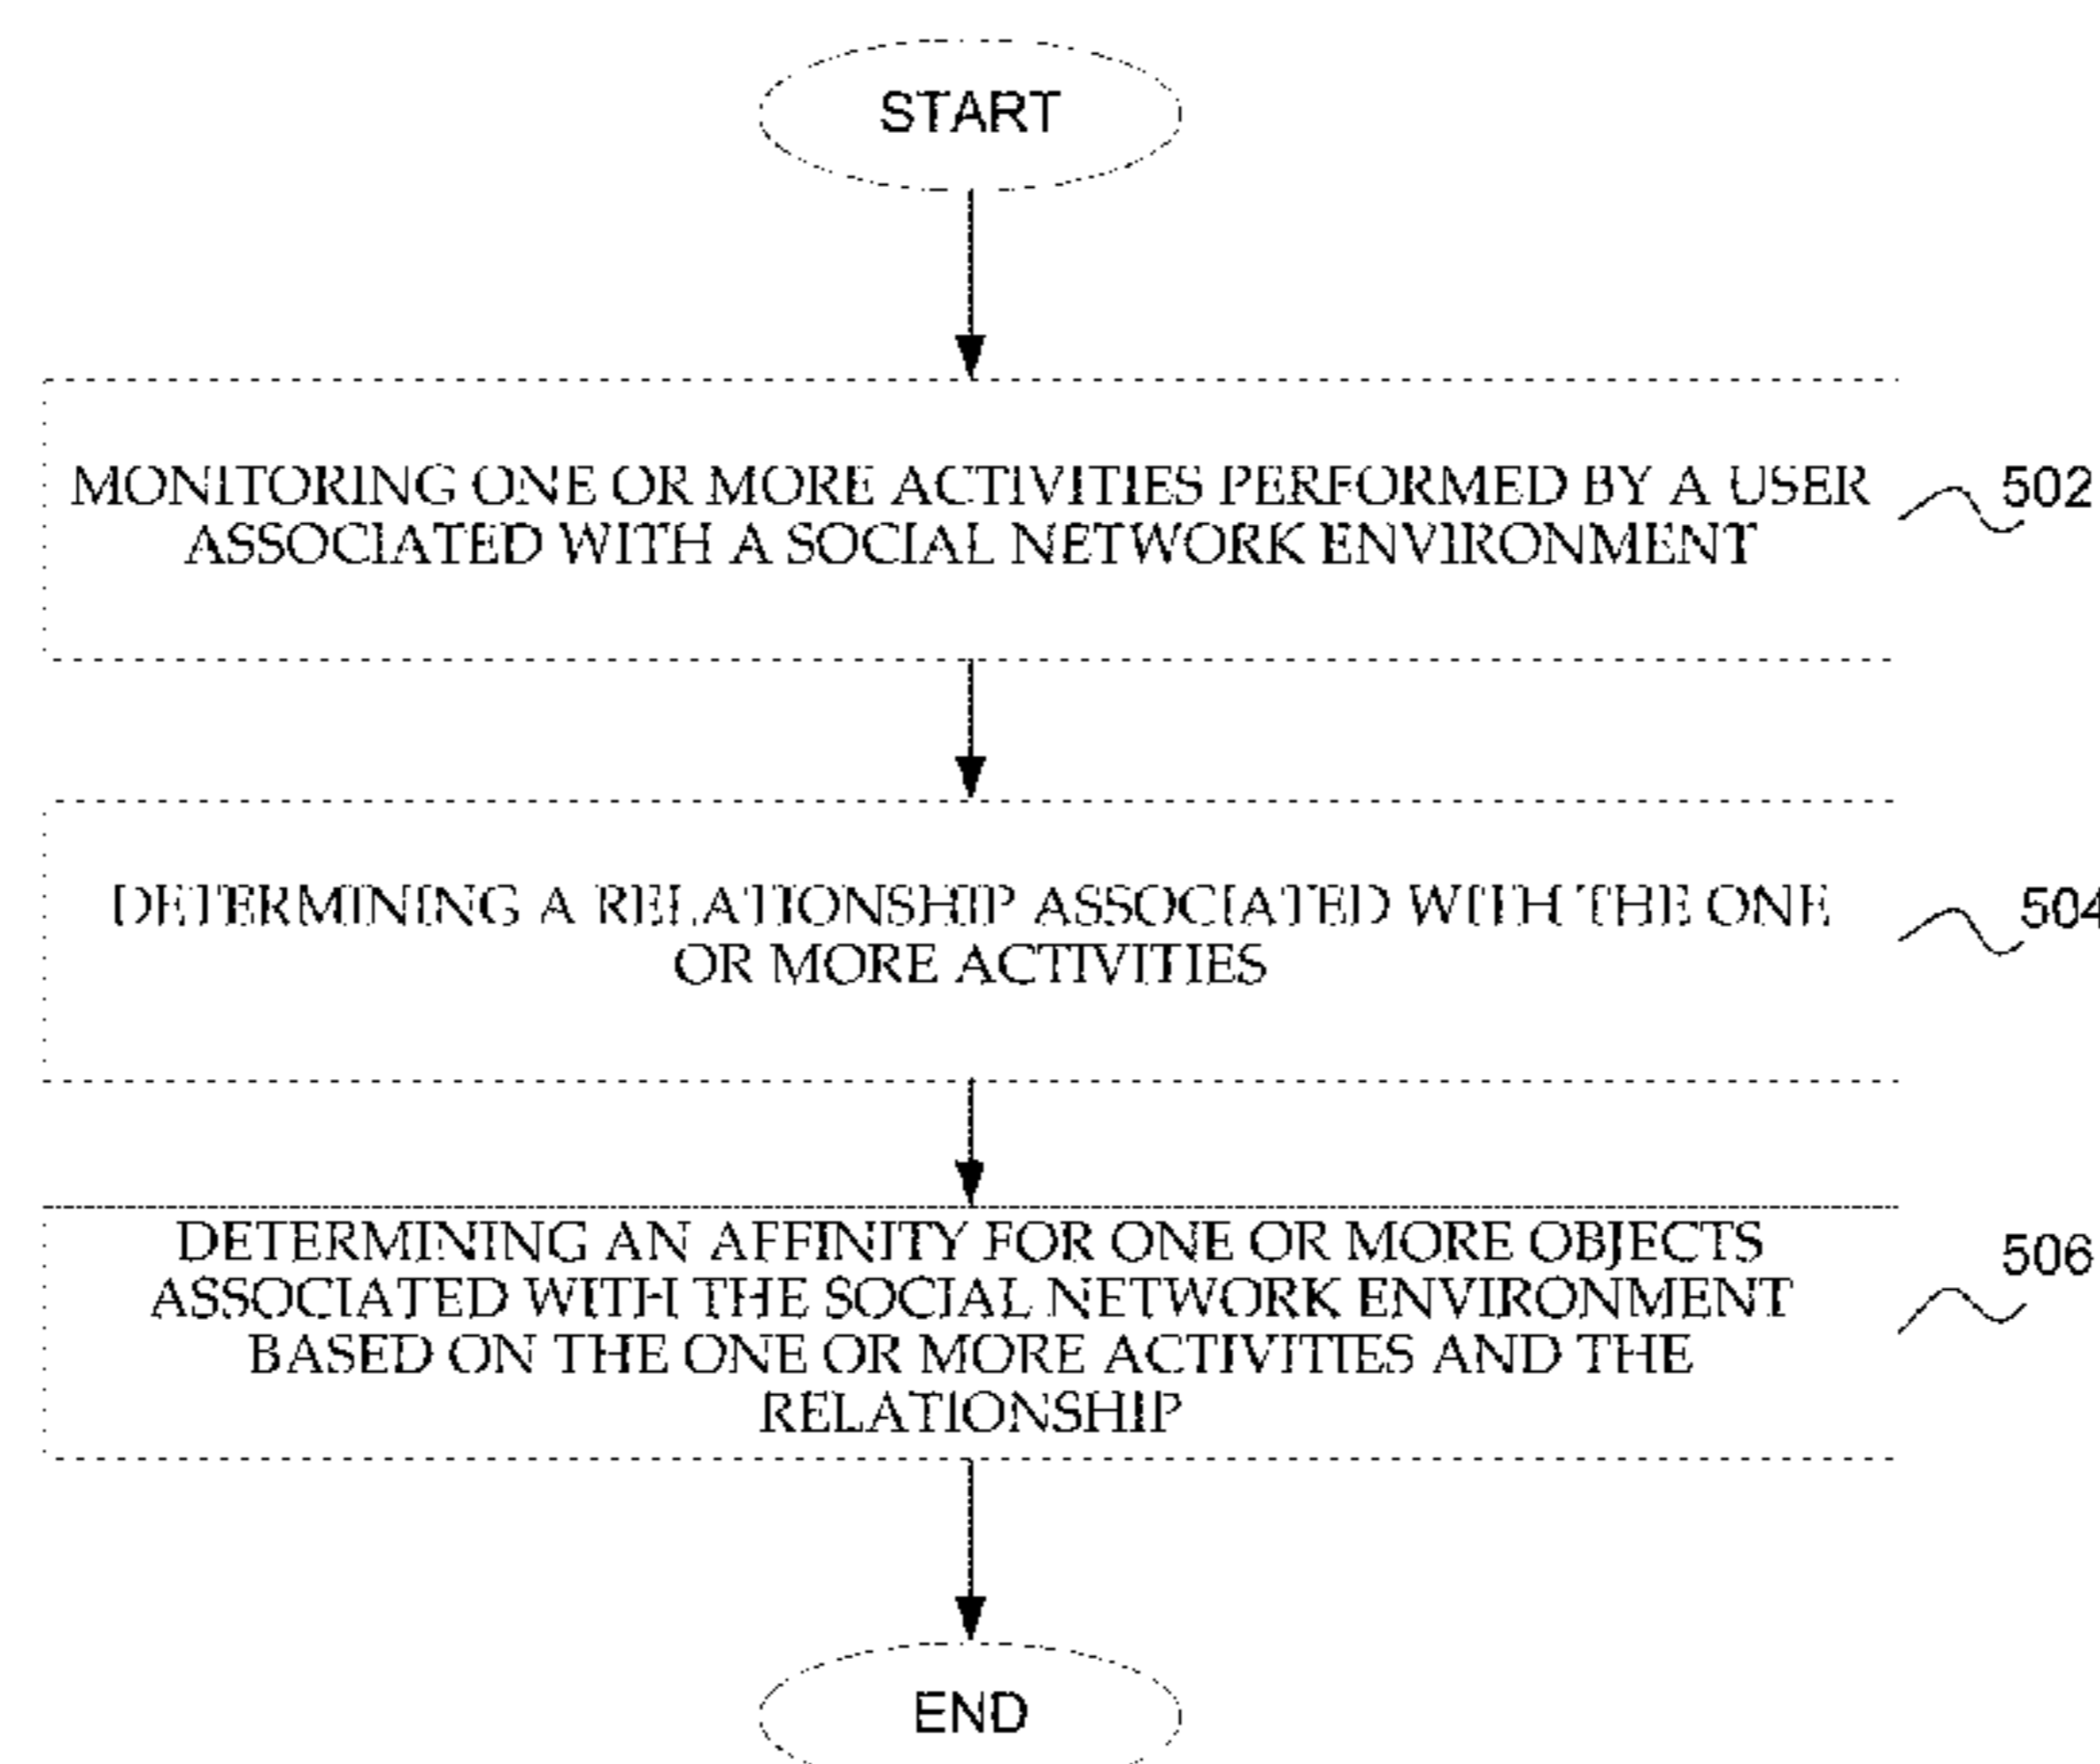 START
MONITORING ONE OR MORE ACTIVITIES PERFORMED BY A USER
ASSOCIATED WITH A SOCIAL NETWORK ENVIRONMENT
502
DETERMINING A RELATIONSHIP ASSOCIATED WITH THE ONE
OR MORE ACTIVITIES
504
DETERMINING AN AFFINITY FOR ONE OR MORE OBJECTS
ASSOCIATED WITH THE SOCIAL NETWORK ENVIRONMENT
BASED ON THE ONE OR MORE ACTIVITIES AND THE
RELATIONSHIP
506
END